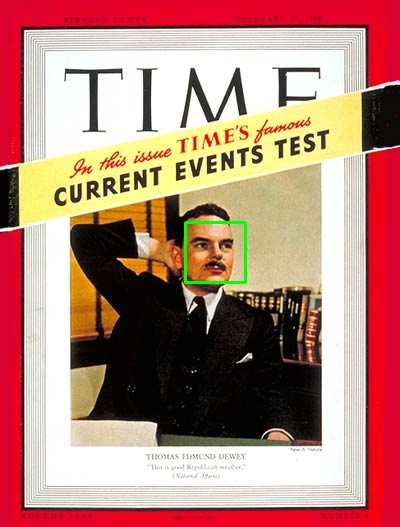 FIFTEEN CENTS
TIME
In this issue TIME'S famous
CURRENT EVENTS TEST
THOMAS EDMUND DEWEY
"This is good Republican weather."
(National Affairs)
VOLUME